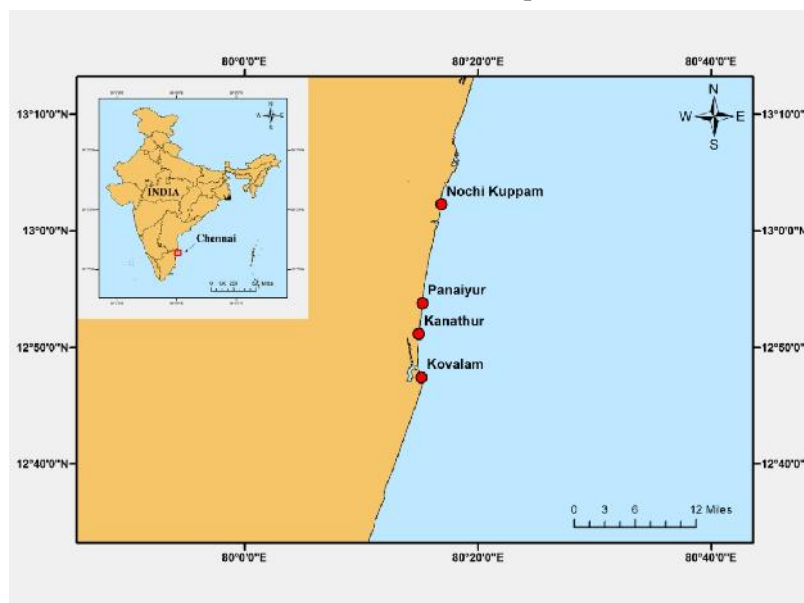 80°0'0"E 80°20'0"E 80°40'0"E
13°10'0"N 13°10'0"N
N
W E
S
INDIA
Chennai
Nochi Kuppam
13°0'0"N 13°0'0"N
Panaiyur
Kanathur
12°50'0"N 12°50'0"N
Kovalam
12°40'0"N 12°40'0"N
0 3 6 12 Miles
80°0'0"E 80°20'0"E 80°40'0"E